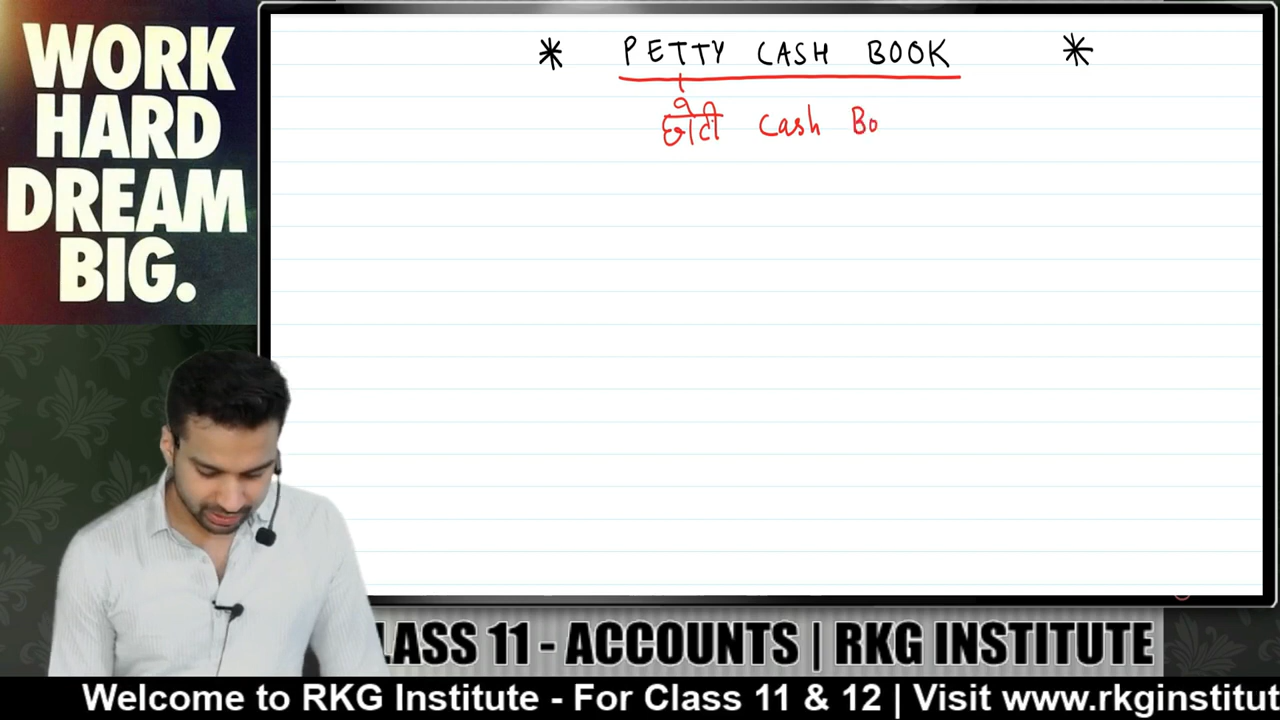 WORK
HARD
DREAM
BIG.
* PETTY CASH BOOK *
छोटी Cash Bo
LASS 11 - ACCOUNTS | RKG INSTITUTE
Welcome to RKG Institute - For Class 11 & 12 | Visit www.rkginstitut